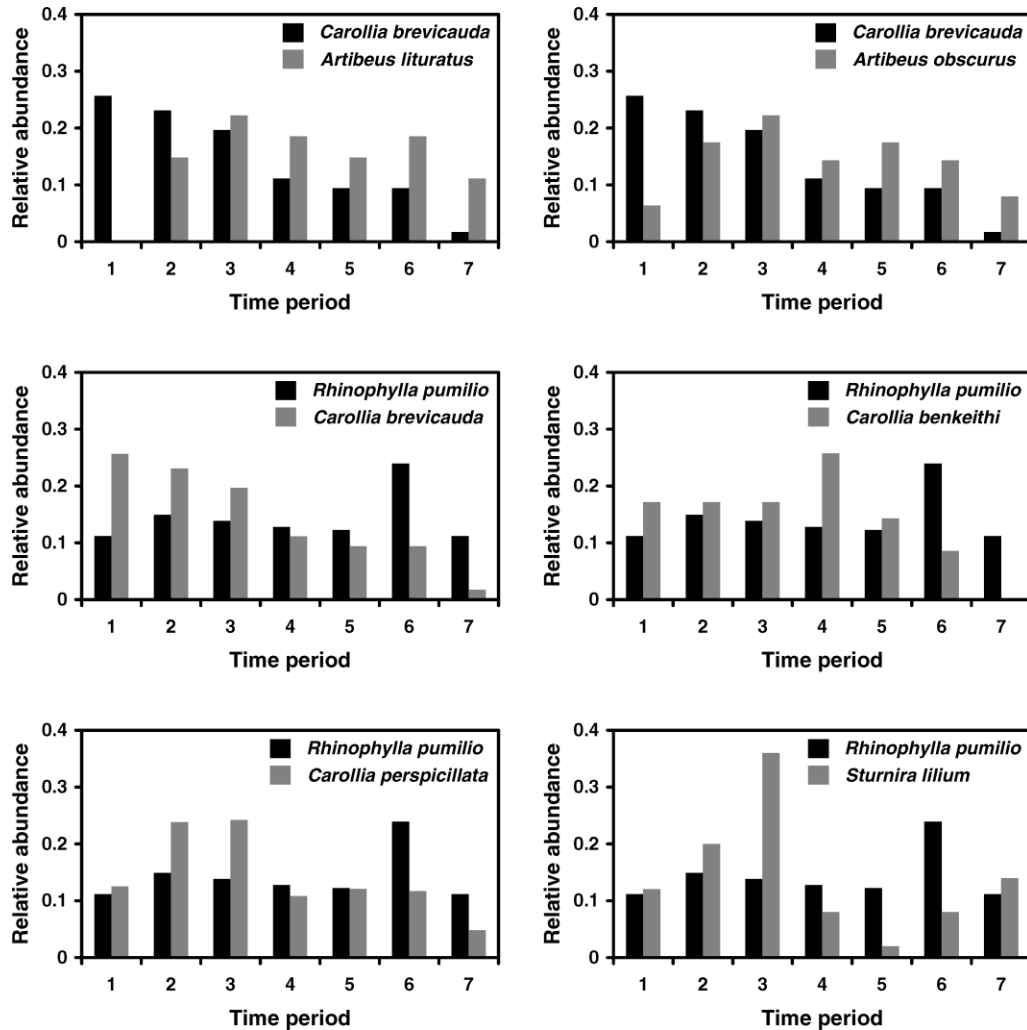 Relative abundance
0.4
0.3
0.2
0.1
0
Carollia brevicauda
Artibeus lituratus
1 2 3 4 5 6 7
Time period
Relative abundance
0.4
0.3
0.2
0.1
0
Carollia brevicauda
Artibeus obscurus
1 2 3 4 5 6 7
Time period
Relative abundance
0.4
0.3
0.2
0.1
0
Rhinophylla pumilio
Carollia brevicauda
1 2 3 4 5 6 7
Time period
Relative abundance
0.4
0.3
0.2
0.1
0
Rhinophylla pumilio
Carollia benkeithi
1 2 3 4 5 6 7
Time period
Relative abundance
0.4
0.3
0.2
0.1
0
Rhinophylla pumilio
Carollia perspicillata
1 2 3 4 5 6 7
Time period
Relative abundance
0.4
0.3
0.2
0.1
0
Rhinophylla pumilio
Sturnira lilium
1 2 3 4 5 6 7
Time period